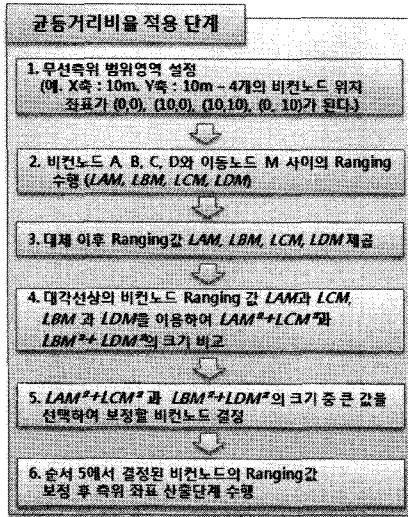 균등거리비율 적용 단계
1. 무선측위 범위영역 설정
(예. X축 : 10m, Y축 : 10m – 4개의 비컨노드 위치
좌표가 (0,0), (10,0), (10,10), (0, 10)가 된다.)
2. 비컨노드 A, B, C, D와 이동노드 M 사이의 Ranging
수행 (LAM, LBM, LCM, LDM)
3. 대체 이후 Ranging값 LAM, LBM, LCM, LDM 제곱
4. 대각선상의 비컨노드 Ranging 값 LAM과 LCM,
LBM 과 LDM을 이용하여 LAM²+LCM²과
LBM²+ LDM²의 크기 비교
5. LAM²+LCM² 과 LBM²+LDM²의 크기 중 큰 값을
선택하여 보정할 비컨노드 결정
6. 순서 5에서 결정된 비컨노드의 Ranging값
보정 후 측위 좌표 산출단계 수행